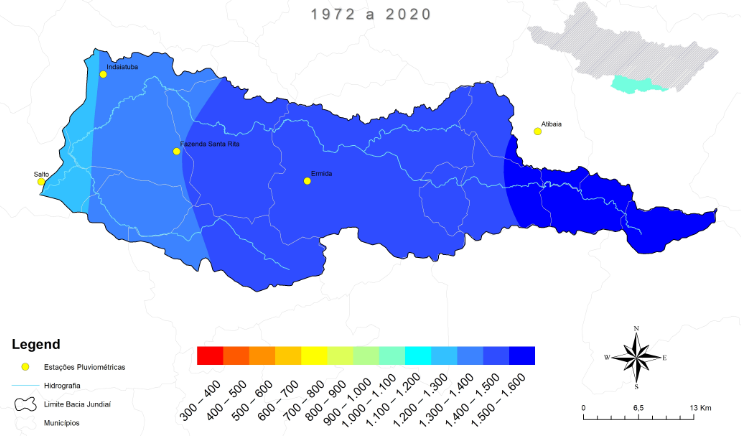 1972 a 2020
Indaiatuba
Atibaia
Fazenda Santa Rita
Salto
Ermida
Legend
Estações Pluviométricas
Hidrografia
Limite Bacia Jundiaí
Municípios
300 – 400
400 – 500
500 – 600
600 – 700
700 – 800
800 – 900
900 – 1.000
1.000 – 1.100
1.100 – 1.200
1.200 – 1.300
1.300 – 1.400
1.400 – 1.500
1.500 – 1.600
N
W E
S
0 6,5 13 Km